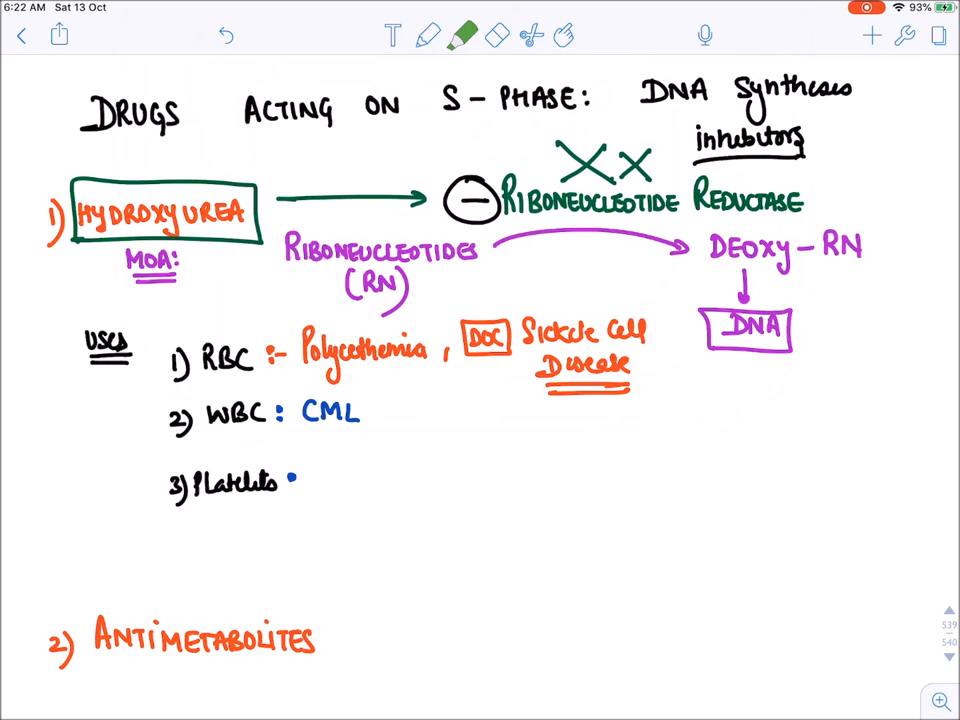 6:22 AM Sat 13 Oct
93%
T
DRUGS ACTING ON S-PHASE: DNA Synthesis
inhibitors
1) HYDROXYUREA
RIBONEUCLEOTIDE REDUCTASE
MOA:
RIBONEUCLEOTIDES
(RN)
DEOXY-RN
DNA
USES
1) RBC :- Polycethemia, DOC Sickle Cell
Disease
2) WBC : CML
3) Platelets
2) ANTIMETABOLITES
539
540